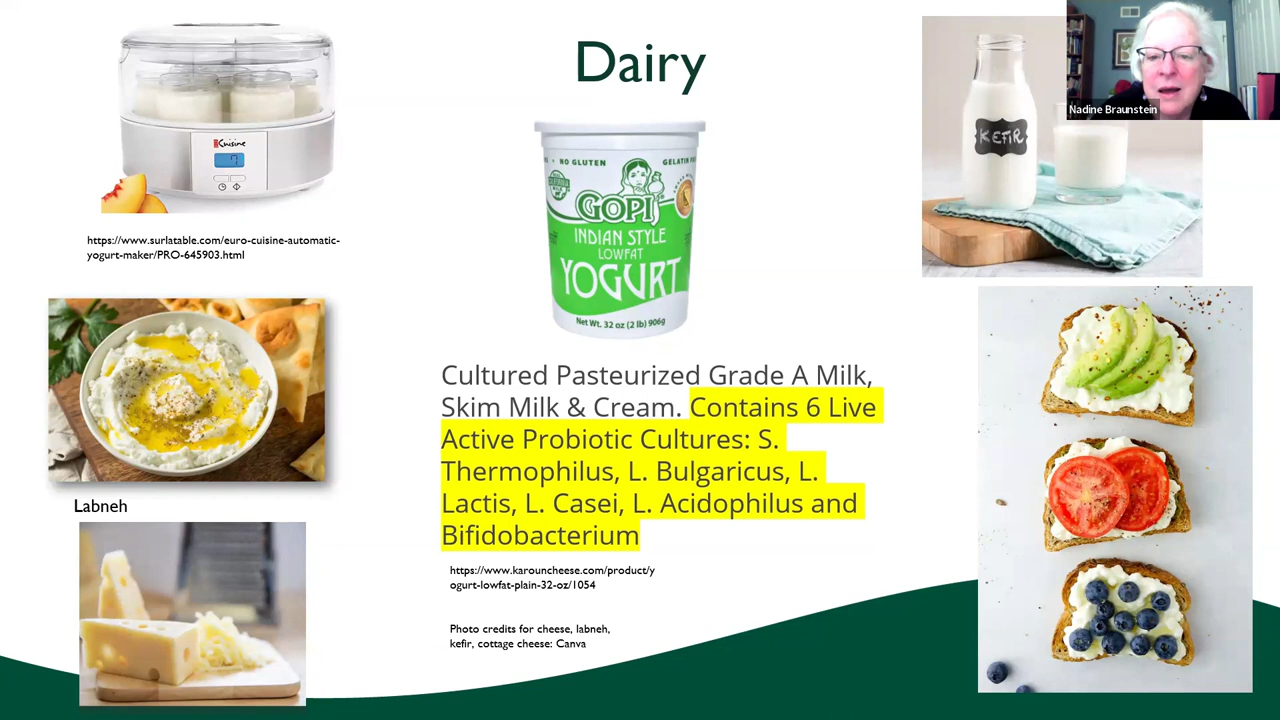 Dairy
Nadine Braunstein
Cuisine
https://www.surlatable.com/euro-cuisine-automatic-
yogurt-maker/PRO-645903.html
NO GLUTEN
GOPI
INDIAN STYLE
LOWFAT
YOGURT
Net Wt. 32 oz (2 lb) 906g
KEFIR
Labneh
Cultured Pasteurized Grade A Milk,
Skim Milk & Cream. Contains 6 Live
Active Probiotic Cultures: S.
Thermophilus, L. Bulgaricus, L.
Lactis, L. Casei, L. Acidophilus and
Bifidobacterium
https://www.karouncheese.com/product/y
ogurt-lowfat-plain-32-oz/1054
Photo credits for cheese, labneh,
kefir, cottage cheese: Canva